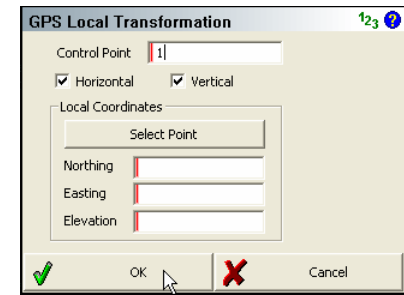 GPS Local Transformation 123 ?
Control Point 1
Horizontal Vertical
Local Coordinates
Select Point
Northing
Easting
Elevation
OK Cancel